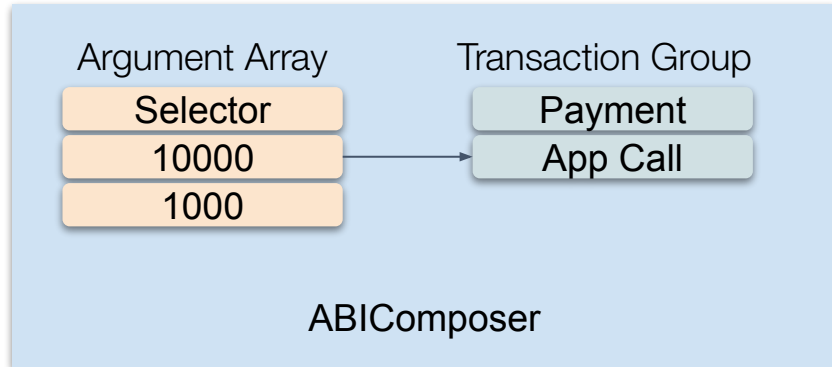 Argument Array
Selector
10000
1000
Transaction Group
Payment
App Call
ABIComposer